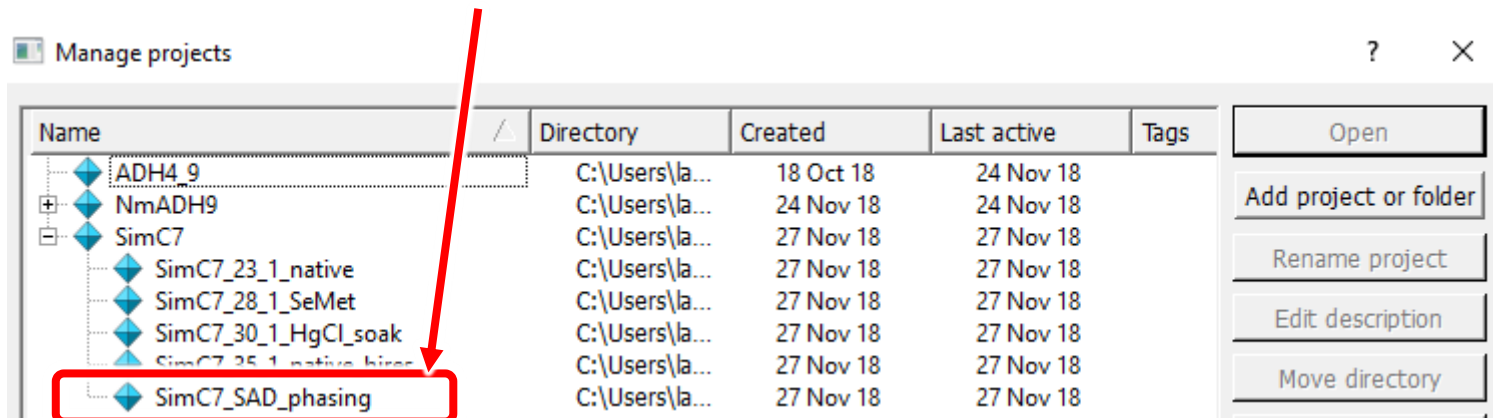 Manage projects ? ×
Name Directory Created Last active Tags Open
ADH4_9 C:\Users\la... 18 Oct 18 24 Nov 18
NmADH9 C:\Users\la... 24 Nov 18 24 Nov 18 Add project or folder
SimC7 C:\Users\la... 27 Nov 18 27 Nov 18
SimC7_23_1_native C:\Users\la... 27 Nov 18 27 Nov 18 Rename project
SimC7_28_1_SeMet C:\Users\la... 27 Nov 18 27 Nov 18
SimC7_30_1_HgCl_soak C:\Users\la... 27 Nov 18 27 Nov 18 Edit description
SimC7_35_1_native_hires C:\Users\la... 27 Nov 18 27 Nov 18
SimC7_SAD_phasing C:\Users\la... 27 Nov 18 27 Nov 18 Move directory